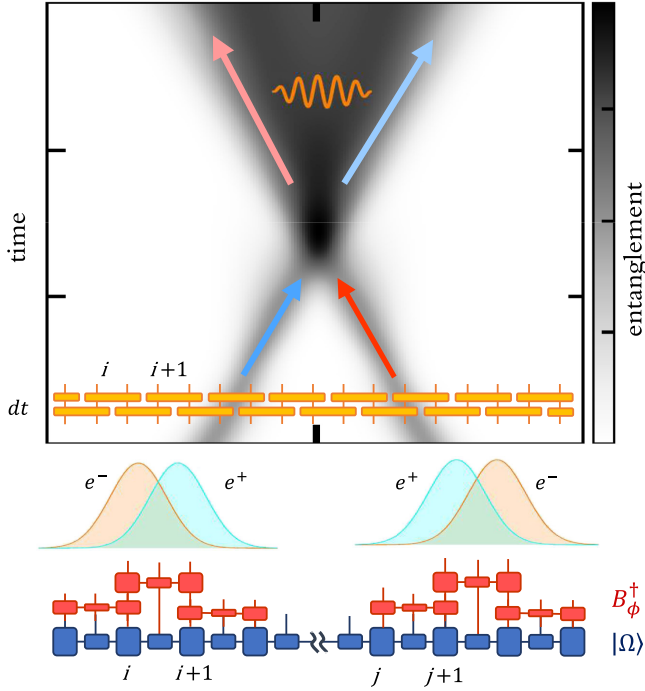 time
entanglement
i i+1
dt
e⁻ e⁺ e⁺ e⁻
B†ϕ
|Ω⟩
i i+1 j j+1